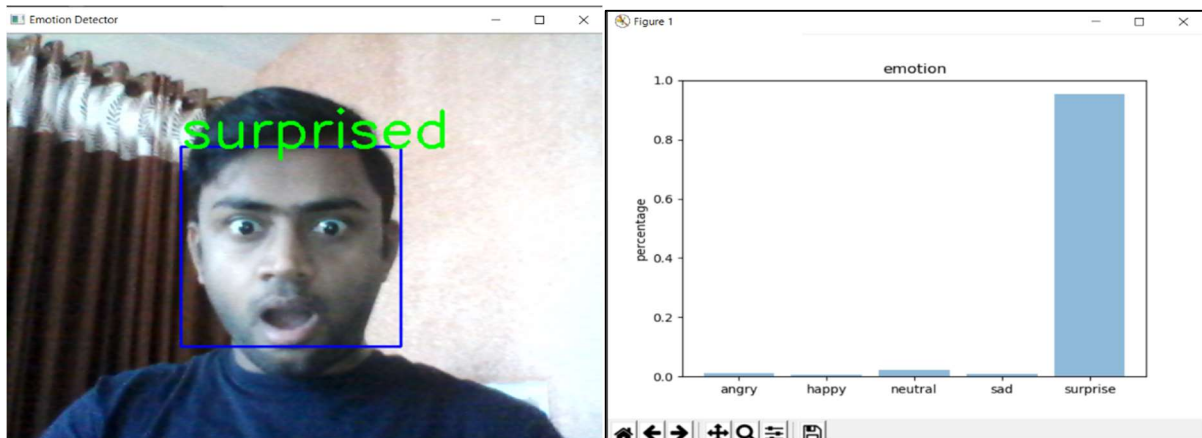 Emotion Detector
surprised
Figure 1
emotion
percentage
1.0
0.8
0.6
0.4
0.2
0.0
angry happy neutral sad surprise